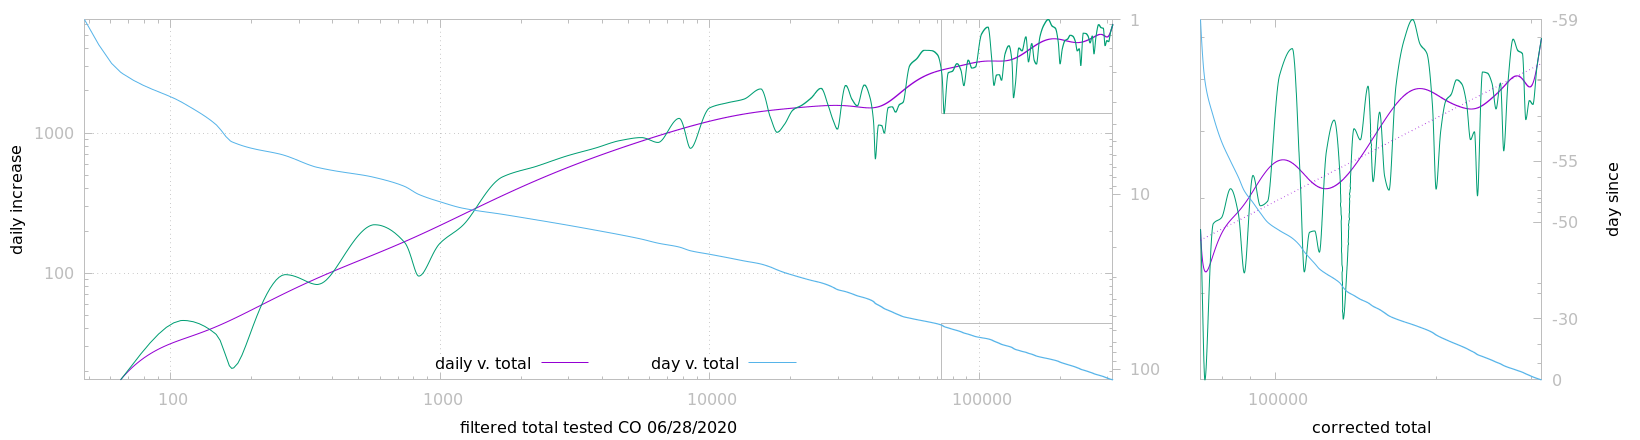 daily increase
1000
100
100
1000
10000
100000
filtered total tested CO 06/28/2020
daily v. total
day v. total
1
10
100
100000
corrected total
-59
-55
-50
-30
0
day since